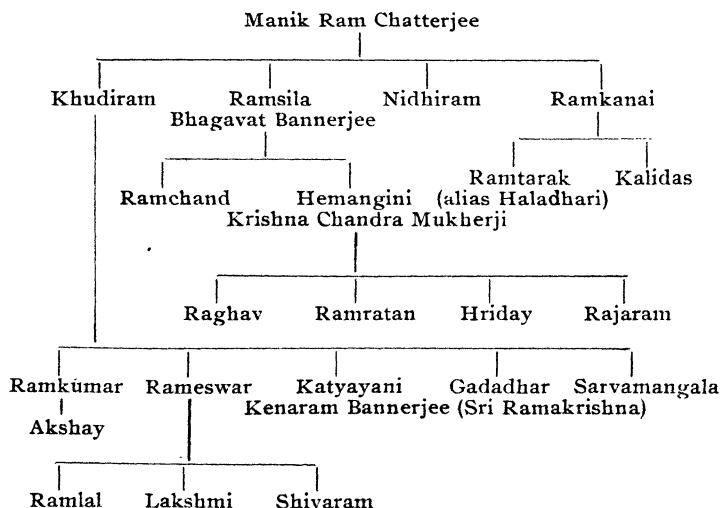 Manik Ram Chatterjee
Khudiram Ramsila Nidhiram Ramkanai
Bhagavat Bannerjee
Ramtarak Kalidas
Ramchand Hemangini (alias Haladhari)
Krishna Chandra Mukherji
Raghav Ramratan Hriday Rajaram
Ramkumar Rameswar Katyayani Gadadhar Sarvamangala
Kenaram Bannerjee (Sri Ramakrishna)
Akshay
Ramlal Lakshmi Shivaram